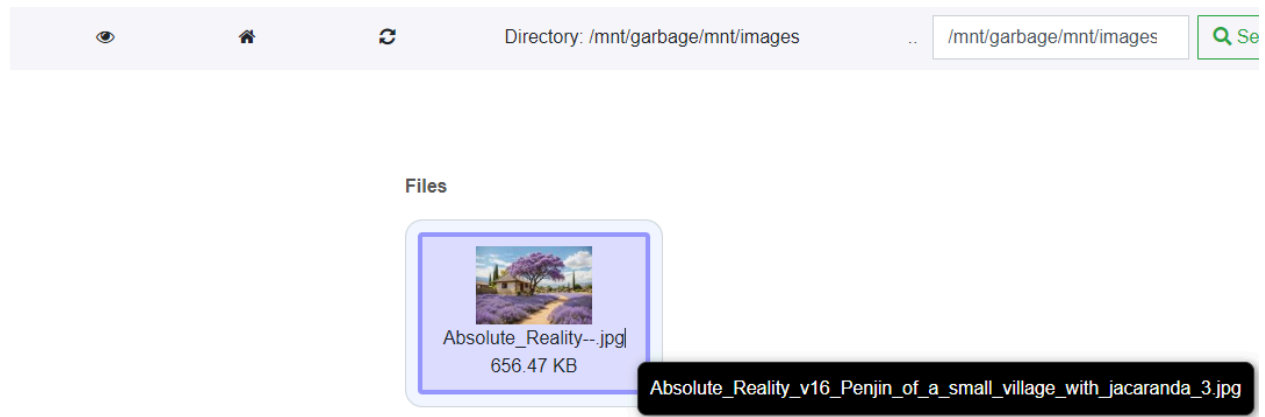 Directory: /mnt/garbage/mnt/images .. /mnt/garbage/mnt/images Se
Files
Absolute_Reality--.jpg
656.47 KB
Absolute_Reality_v16_Penjin_of_a_small_village_with_jacaranda_3.jpg